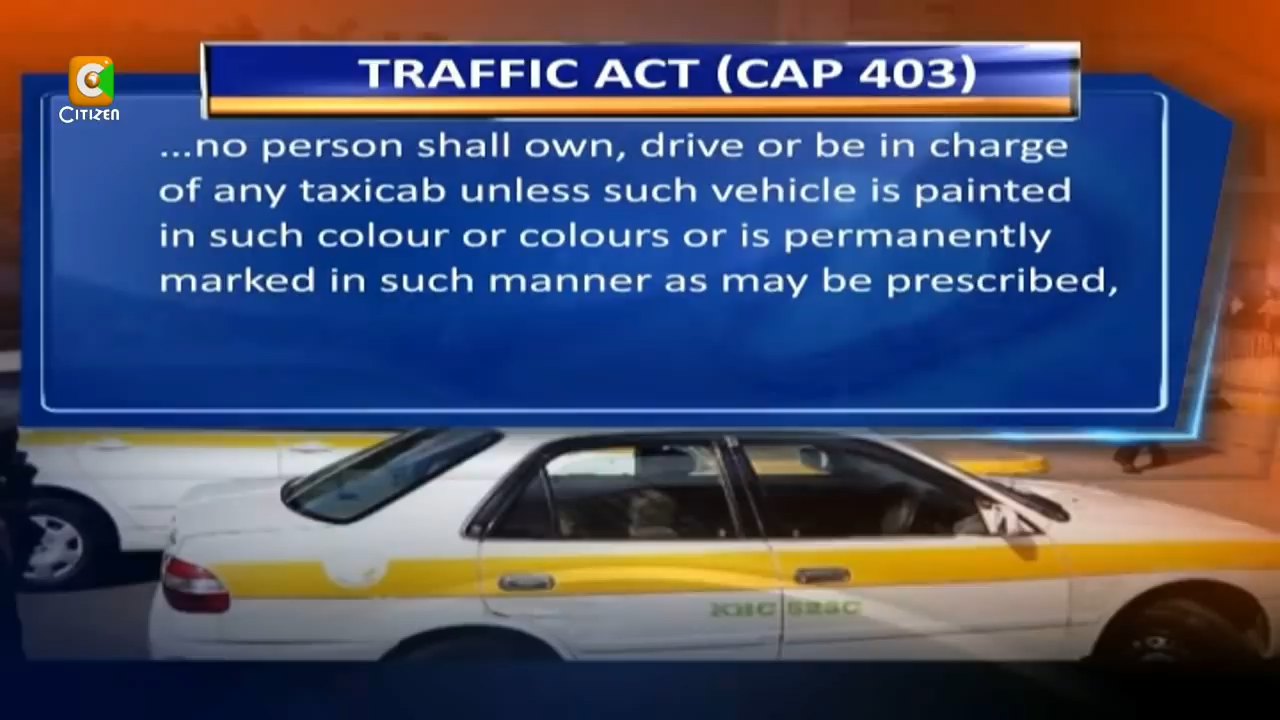 CITIZEN
TRAFFIC ACT (CAP 403)
...no person shall own, drive or be in charge
of any taxicab unless such vehicle is painted
in such colour or colours or is permanently
marked in such manner as may be prescribed,